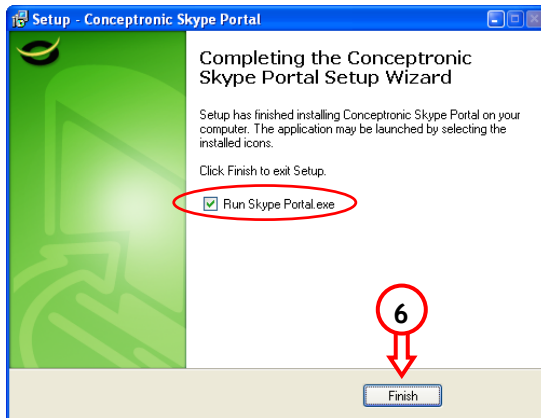 Setup - Conceptronic Skype Portal
Completing the Conceptronic
Skype Portal Setup Wizard
Setup has finished installing Conceptronic Skype Portal on your
computer. The application may be launched by selecting the
installed icons.
Click Finish to exit Setup.
Run Skype Portal.exe
6
Finish